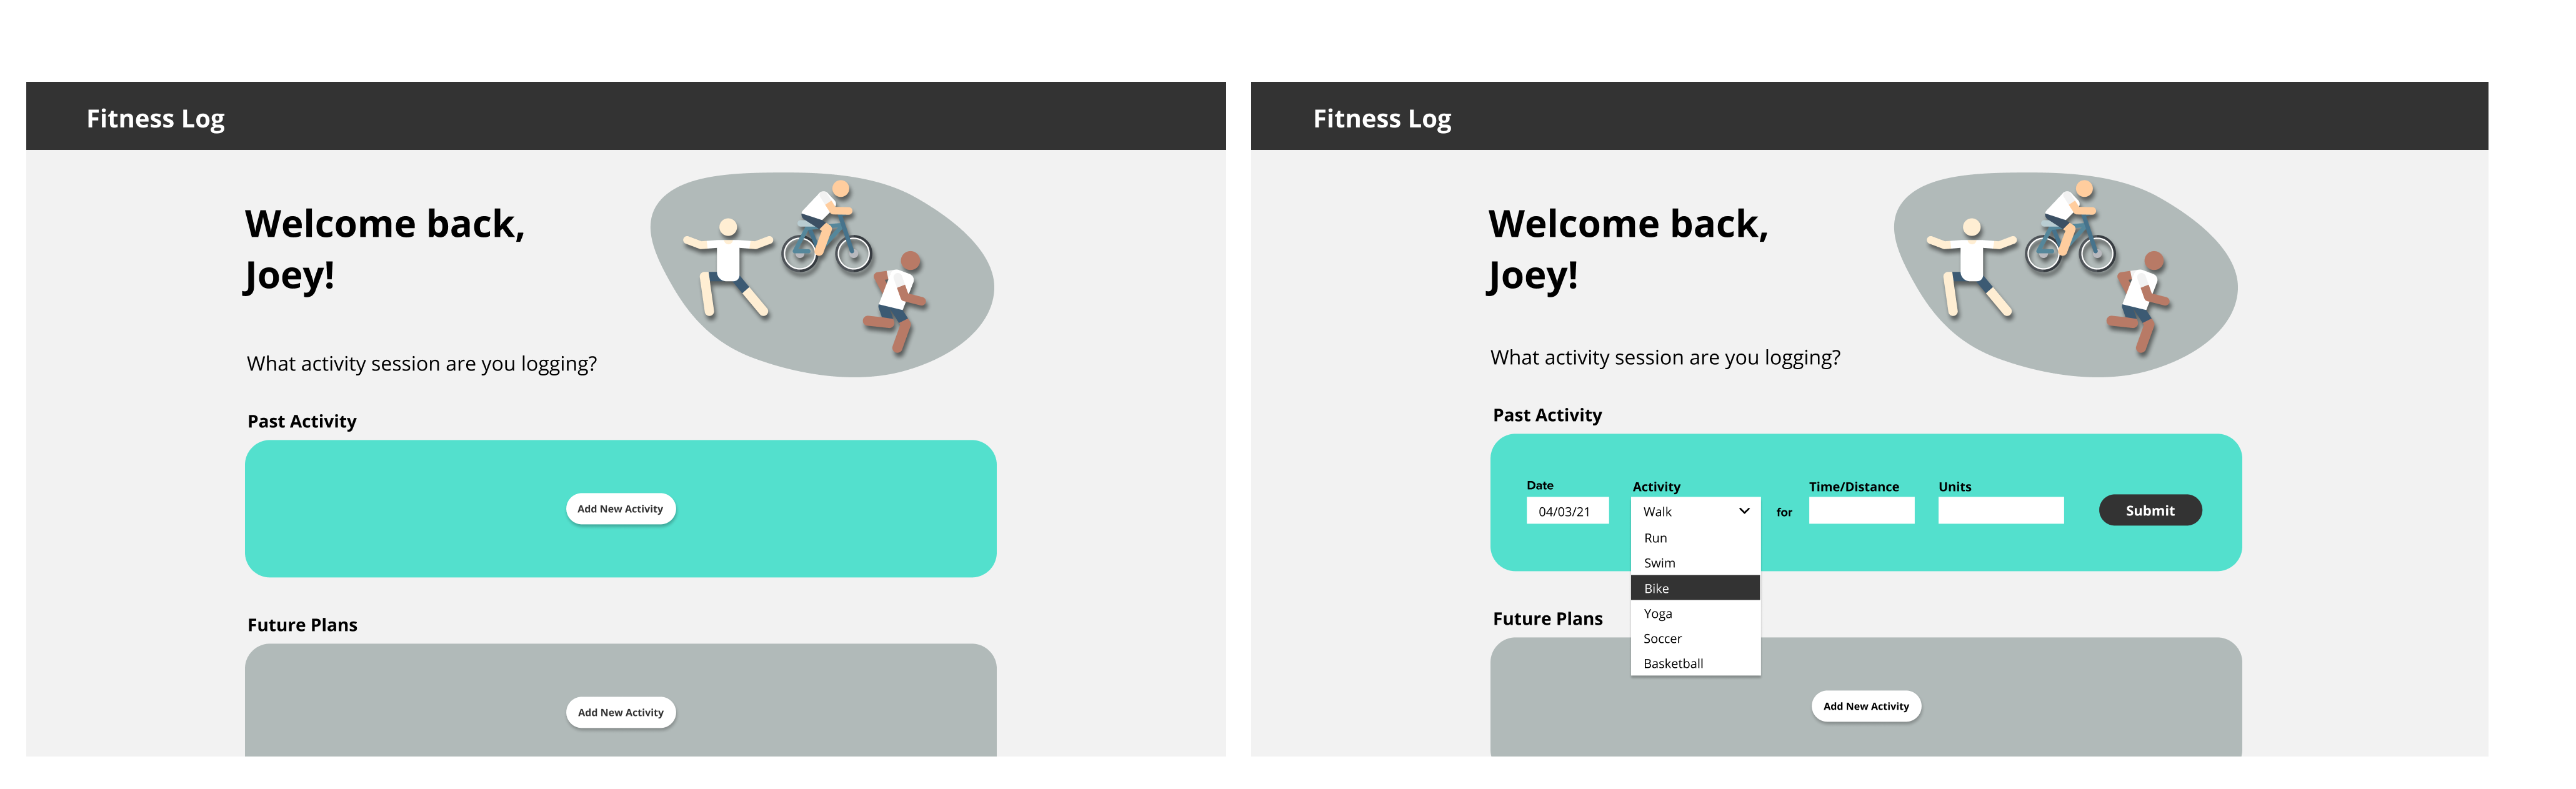 Fitness Log
Welcome back,
Joey!
What activity session are you logging?
Past Activity
Add New Activity
Future Plans
Add New Activity
Fitness Log
Welcome back,
Joey!
What activity session are you logging?
Past Activity
Date
Activity
Time/Distance
Units
04/03/21
Walk
for
Submit
Run
Swim
Bike
Yoga
Soccer
Basketball
Future Plans
Add New Activity